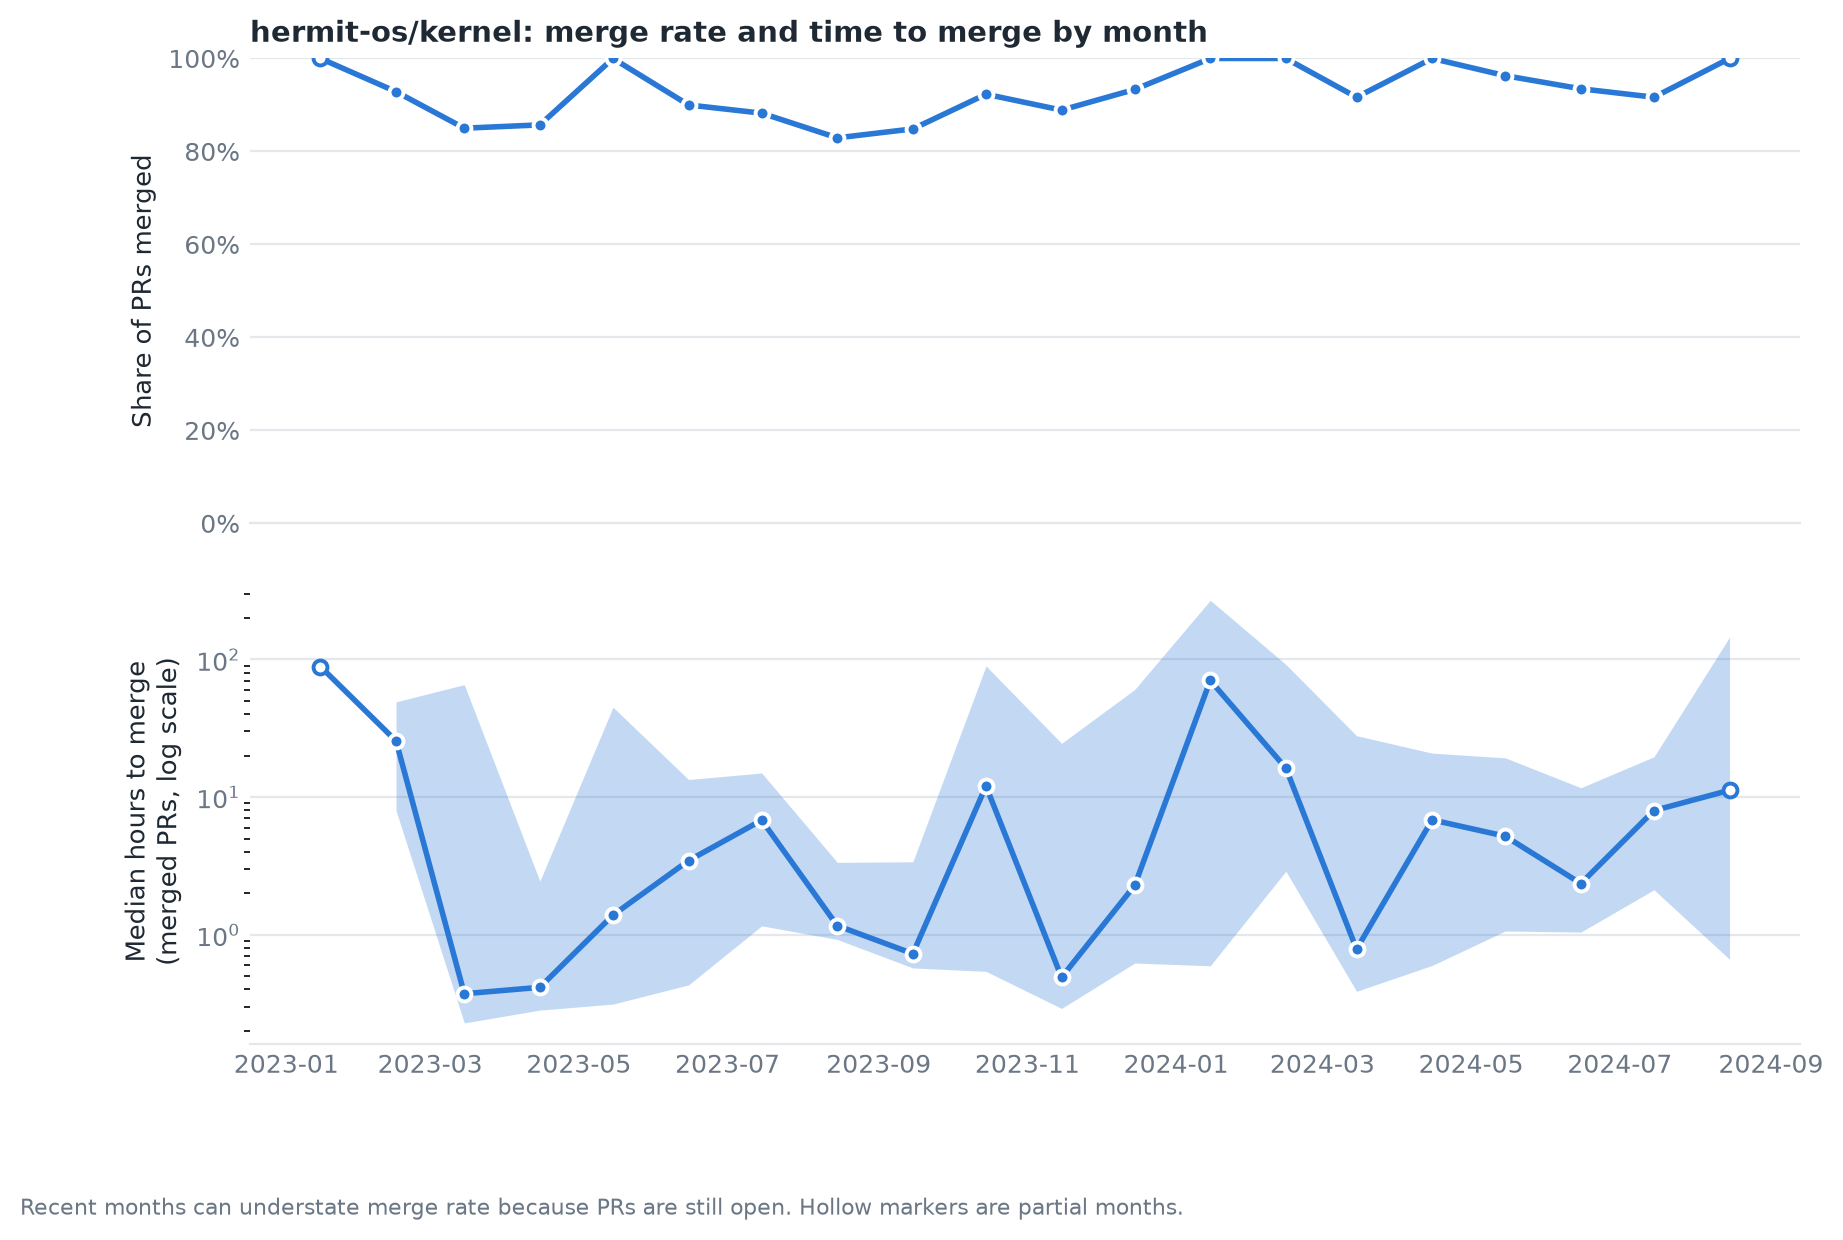 hermit-os/kernel: merge rate and time to merge by month
100%
80%
60%
40%
20%
0%
Share of PRs merged
10²
10¹
10⁰
Median hours to merge
(merged PRs, log scale)
2023-01 2023-03 2023-05 2023-07 2023-09 2023-11 2024-01 2024-03 2024-05 2024-07 2024-09
Recent months can understate merge rate because PRs are still open. Hollow markers are partial months.